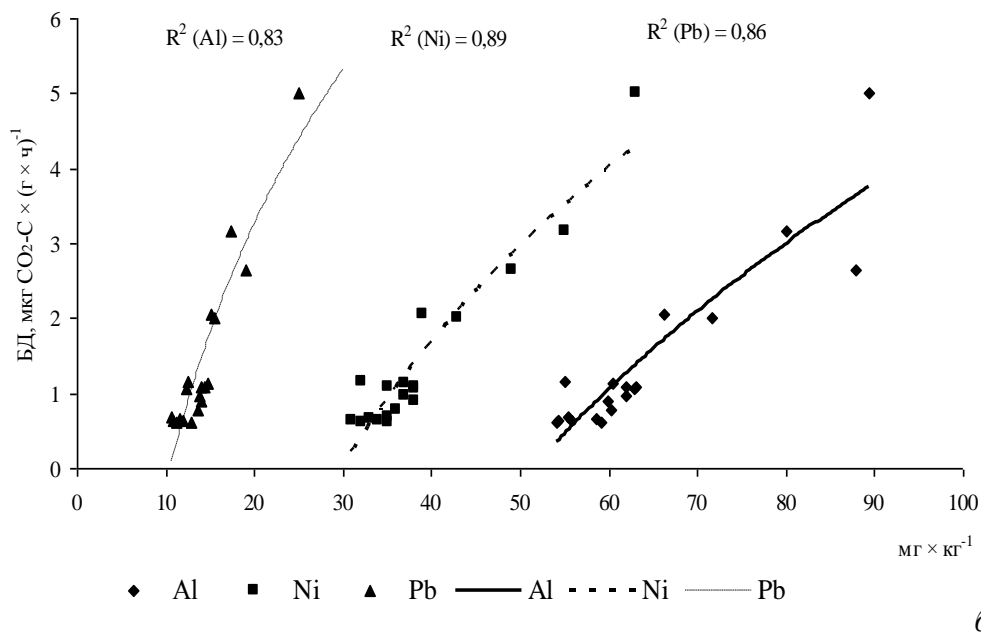 R² (Al) = 0,83 R² (Ni) = 0,89 R² (Pb) = 0,86
БД, мкг CO₂-C × (г × ч)⁻¹
6
5
4
3
2
1
0
0 10 20 30 40 50 60 70 80 90 100
мг × кг⁻¹
Al Ni Pb Al Ni Pb